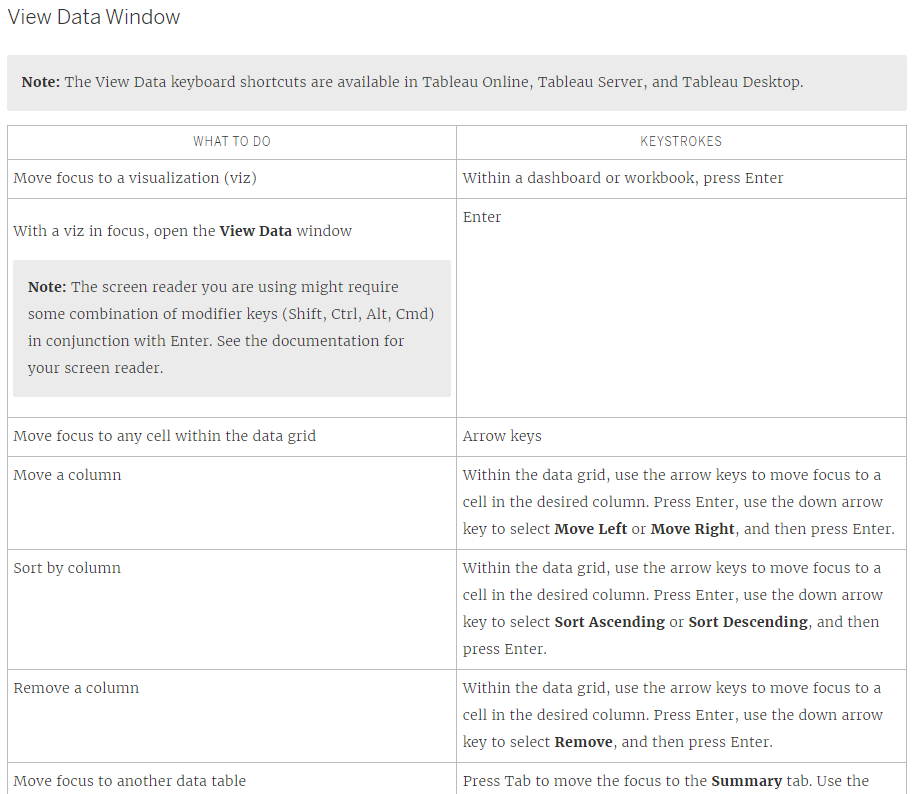 View Data Window
Note: The View Data keyboard shortcuts are available in Tableau Online, Tableau Server, and Tableau Desktop.
WHAT TO DO
KEYSTROKES
Move focus to a visualization (viz)
Within a dashboard or workbook, press Enter
With a viz in focus, open the View Data window
Note: The screen reader you are using might require
some combination of modifier keys (Shift, Ctrl, Alt, Cmd)
in conjunction with Enter. See the documentation for
your screen reader.
Enter
Move focus to any cell within the data grid
Arrow keys
Move a column
Within the data grid, use the arrow keys to move focus to a
cell in the desired column. Press Enter, use the down arrow
key to select Move Left or Move Right, and then press Enter.
Sort by column
Within the data grid, use the arrow keys to move focus to a
cell in the desired column. Press Enter, use the down arrow
key to select Sort Ascending or Sort Descending, and then
press Enter.
Remove a column
Within the data grid, use the arrow keys to move focus to a
cell in the desired column. Press Enter, use the down arrow
key to select Remove, and then press Enter.
Move focus to another data table
Press Tab to move the focus to the Summary tab. Use the